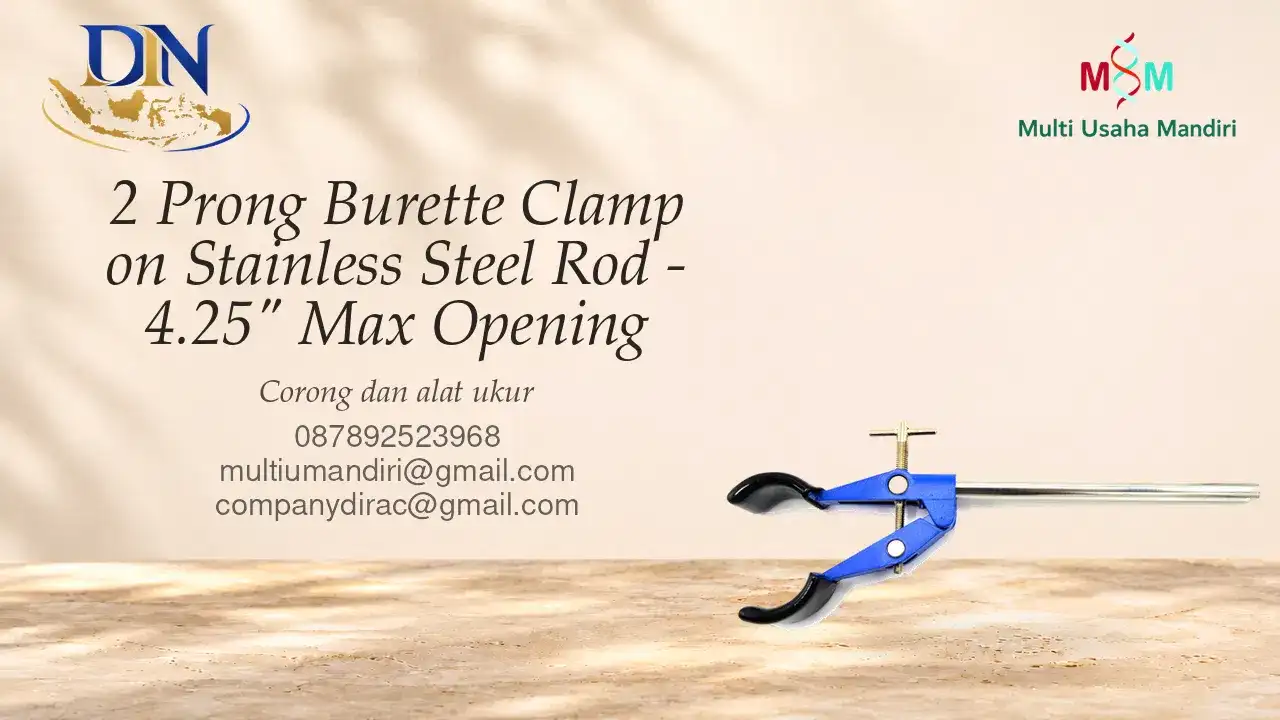 DN
M M
Multi Usaha Mandiri
2 Prong Burette Clamp
on Stainless Steel Rod -
4.25" Max Opening
Corong dan alat ukur
087892523968
multiumandiri@gmail.com
companydirac@gmail.com